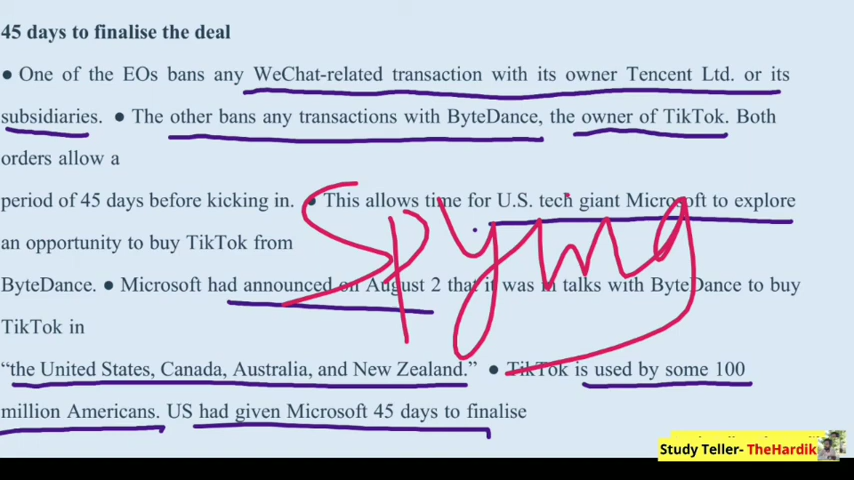 45 days to finalise the deal
● One of the EOs bans any WeChat-related transaction with its owner Tencent Ltd. or its
subsidiaries. ● The other bans any transactions with ByteDance, the owner of TikTok. Both
orders allow a
period of 45 days before kicking in. ● This allows time for U.S. tech giant Microsoft to explore
an opportunity to buy TikTok from
ByteDance. ● Microsoft had announced on August 2 that it was in talks with ByteDance to buy
TikTok in
“the United States, Canada, Australia, and New Zealand.” ● TikTok is used by some 100
million Americans. US had given Microsoft 45 days to finalise
Spying
Study Teller- TheHardik